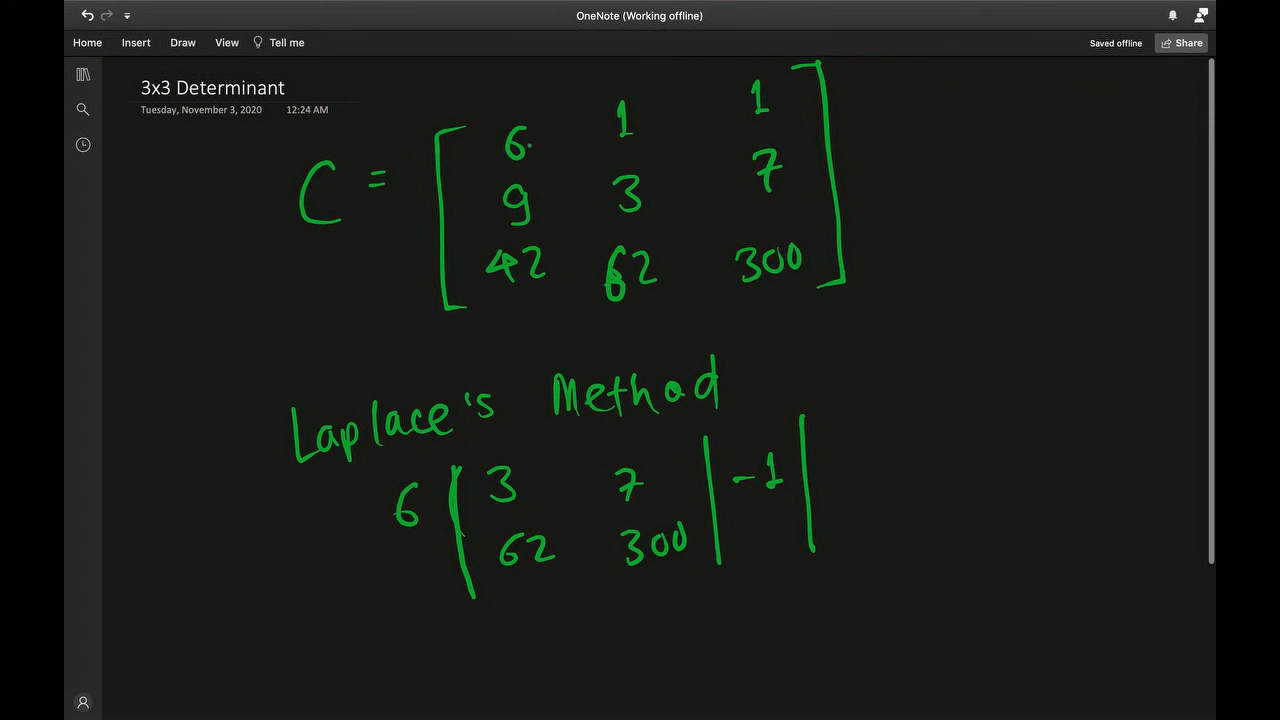 OneNote (Working offline)
Home Insert Draw View Tell me Saved offline Share
3x3 Determinant
Tuesday, November 3, 2020 12:24 AM
C = [ 6 1 1
9 3 7
42 62 300 ]
Laplace's Method
6 | 3 7 | -1 |
62 300